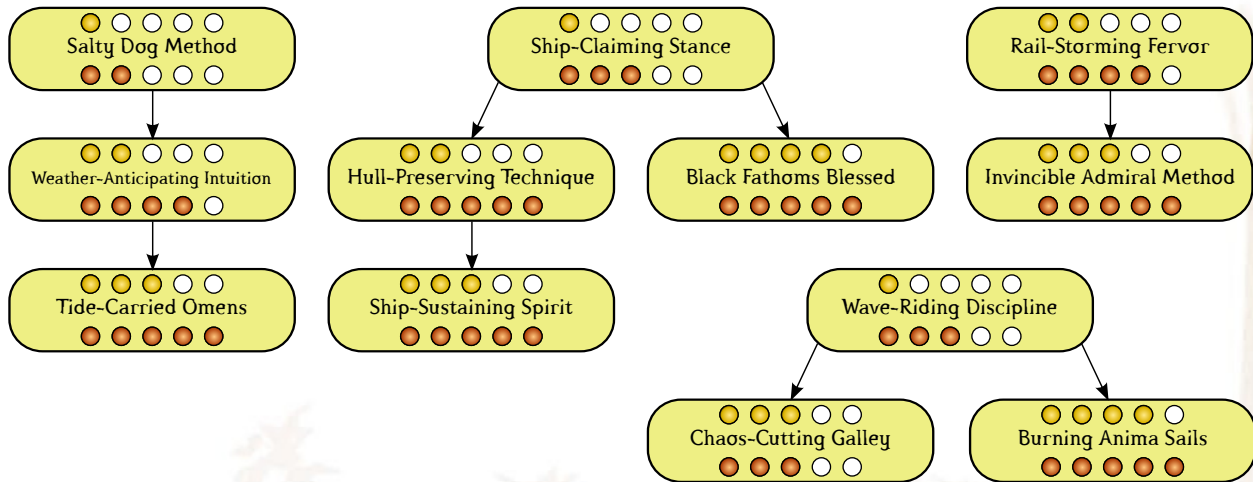 Salty Dog Method
Ship-Claiming Stance
Rail-Storming Fervor
Weather-Anticipating Intuition
Hull-Preserving Technique
Black Fathoms Blessed
Invincible Admiral Method
Tide-Carried Omens
Ship-Sustaining Spirit
Wave-Riding Discipline
Chaos-Cutting Galley
Burning Anima Sails